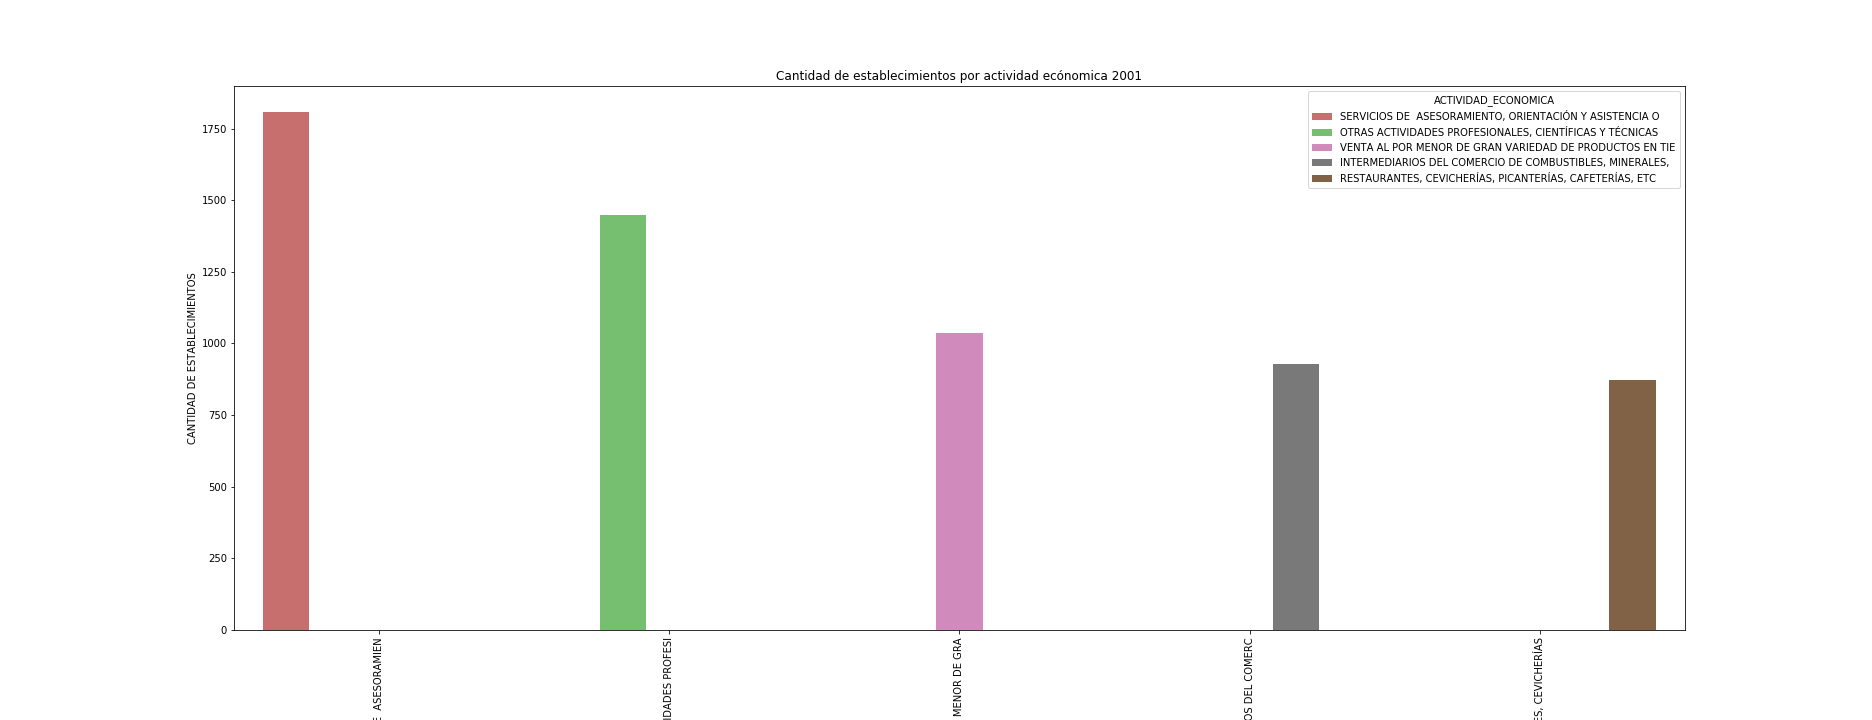 Cantidad de establecimientos por actividad ecónomica 2001
ACTIVIDAD_ECONOMICA
SERVICIOS DE  ASESORAMIENTO, ORIENTACIÓN Y ASISTENCIA O
OTRAS ACTIVIDADES PROFESIONALES, CIENTÍFICAS Y TÉCNICAS
VENTA AL POR MENOR DE GRAN VARIEDAD DE PRODUCTOS EN TIE
INTERMEDIARIOS DEL COMERCIO DE COMBUSTIBLES, MINERALES,
RESTAURANTES, CEVICHERÍAS, PICANTERÍAS, CAFETERÍAS, ETC
CANTIDAD DE ESTABLECIMIENTOS
1750
1500
1250
1000
750
500
250
0
ASESORAMIEN
IDADES PROFESI
MENOR DE GRA
OS DEL COMERC
ES, CEVICHERÍAS